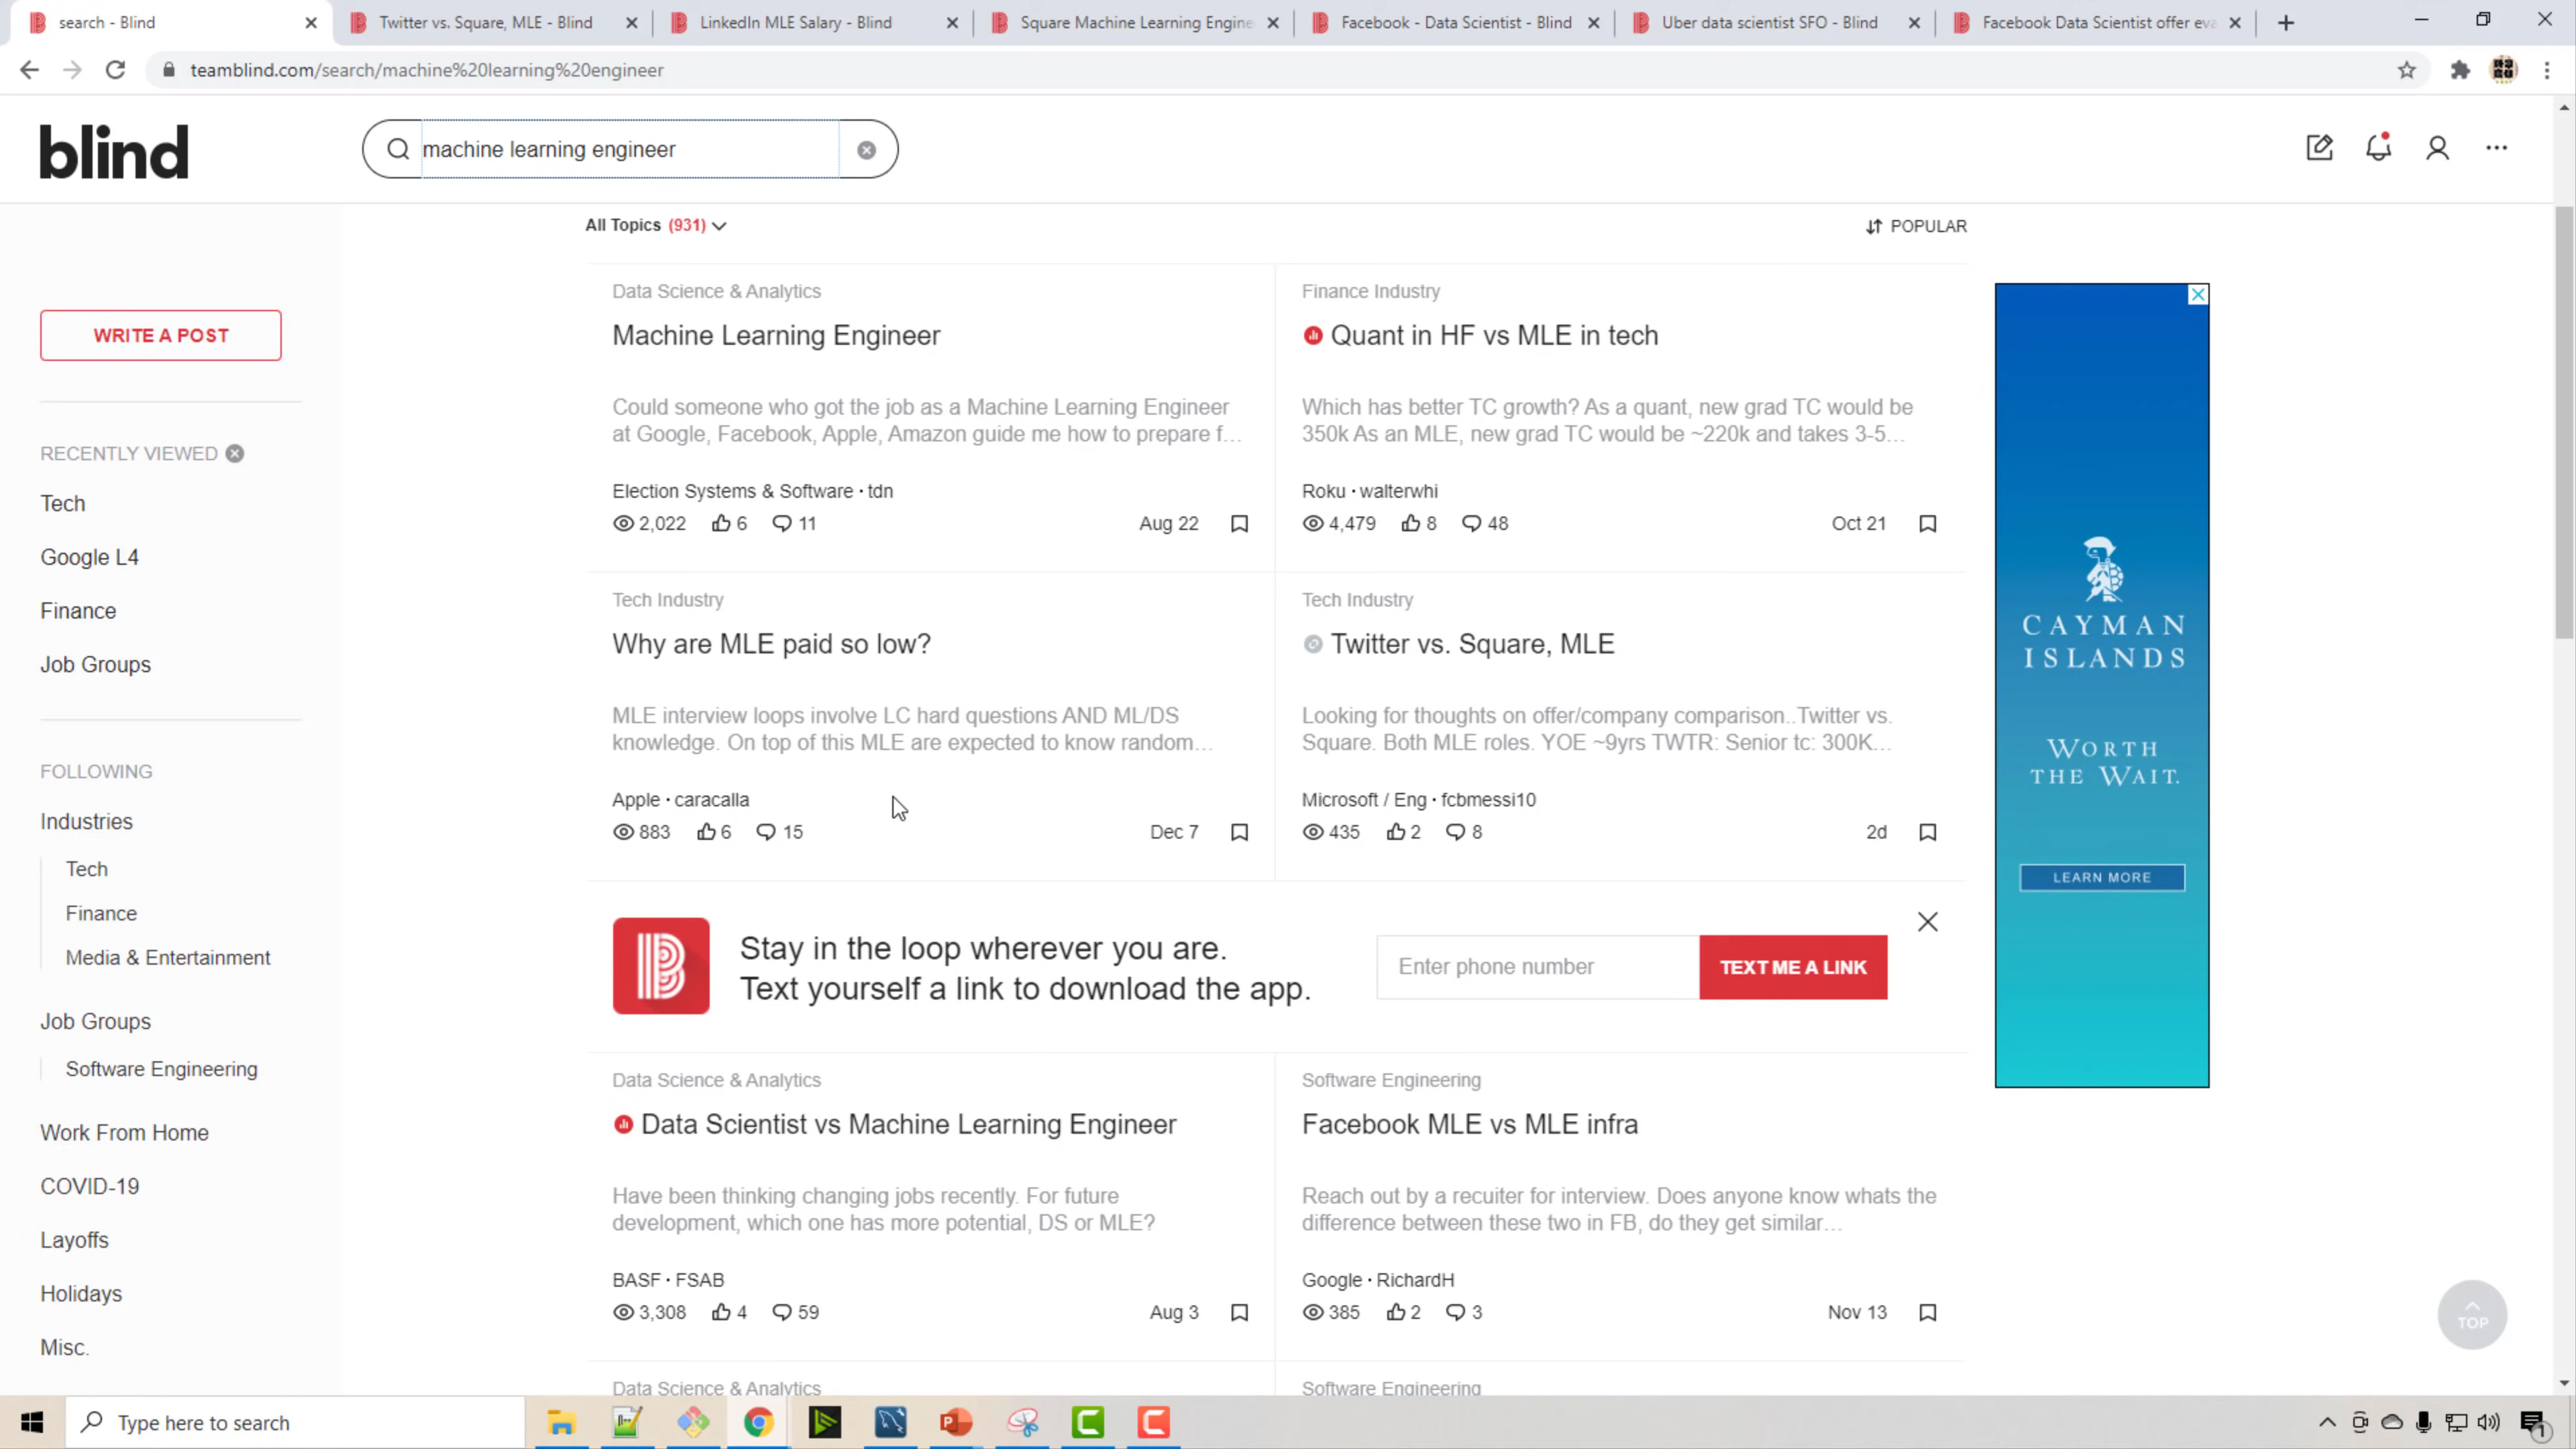 search - Blind
Twitter vs. Square, MLE - Blind
LinkedIn MLE Salary - Blind
Square Machine Learning Engine
Facebook - Data Scientist - Blind
Uber data scientist SFO - Blind
Facebook Data Scientist offer eva
teamblind.com/search/machine%20learning%20engineer
blind
machine learning engineer
All Topics (931)
POPULAR
WRITE A POST
RECENTLY VIEWED
Tech
Google L4
Finance
Job Groups
FOLLOWING
Industries
Tech
Finance
Media & Entertainment
Job Groups
Software Engineering
Work From Home
COVID-19
Layoffs
Holidays
Misc.
Data Science & Analytics
Machine Learning Engineer
Could someone who got the job as a Machine Learning Engineer
at Google, Facebook, Apple, Amazon guide me how to prepare f...
Election Systems & Software · tdn
2,022 6 11 Aug 22
Finance Industry
Quant in HF vs MLE in tech
Which has better TC growth? As a quant, new grad TC would be
350k As an MLE, new grad TC would be ~220k and takes 3-5...
Roku · walterwhi
4,479 8 48 Oct 21
Tech Industry
Why are MLE paid so low?
MLE interview loops involve LC hard questions AND ML/DS
knowledge. On top of this MLE are expected to know random...
Apple · caracalla
883 6 15 Dec 7
Tech Industry
Twitter vs. Square, MLE
Looking for thoughts on offer/company comparison..Twitter vs.
Square. Both MLE roles. YOE ~9yrs TWTR: Senior tc: 300K...
Microsoft / Eng · fcbmessi10
435 2 8 2d
Stay in the loop wherever you are.
Text yourself a link to download the app.
Enter phone number
TEXT ME A LINK
Data Science & Analytics
Data Scientist vs Machine Learning Engineer
Have been thinking changing jobs recently. For future
development, which one has more potential, DS or MLE?
BASF · FSAB
3,308 4 59 Aug 3
Software Engineering
Facebook MLE vs MLE infra
Reach out by a recuiter for interview. Does anyone know whats the
difference between these two in FB, do they get similar...
Google · RichardH
385 2 3 Nov 13
Data Science & Analytics
Software Engineering
CAYMAN
ISLANDS
WORTH
THE WAIT.
LEARN MORE
TOP
Type here to search
1